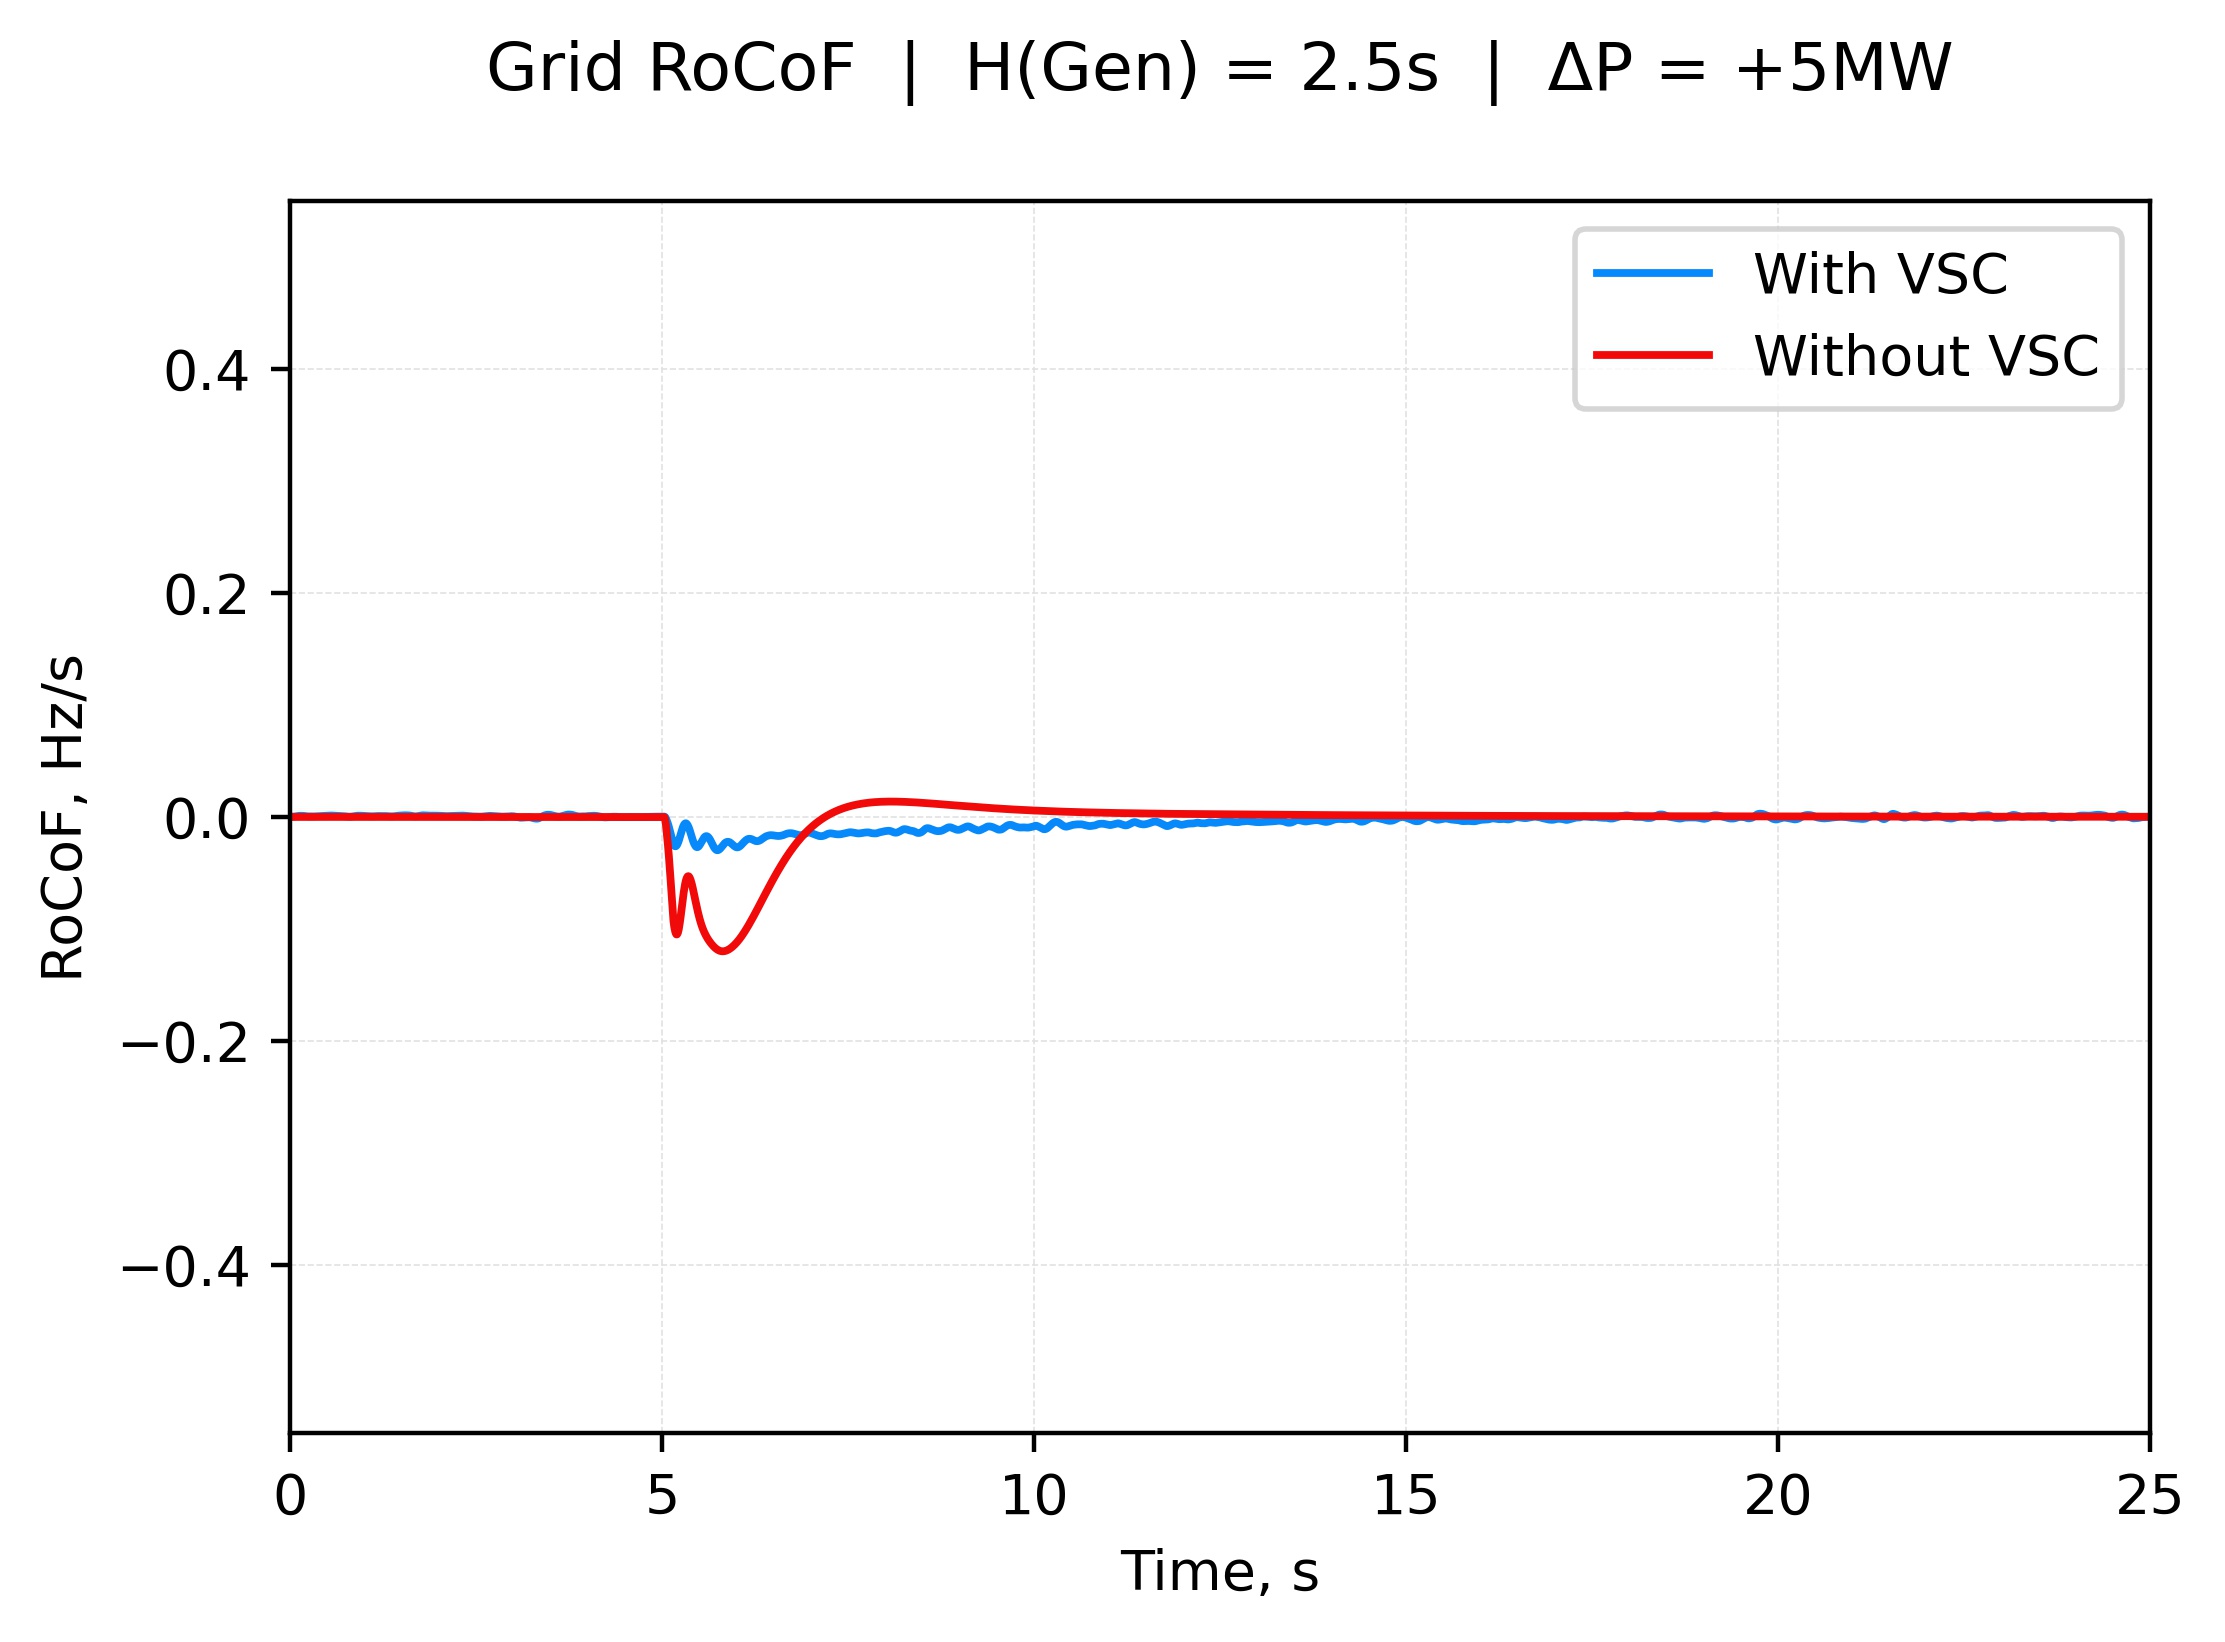 Grid RoCoF | H(Gen) = 2.5s | ΔP = +5MW
With VSC
Without VSC
0.4
0.2
0.0
−0.2
−0.4
RoCoF, Hz/s
0 5 10 15 20 25
Time, s